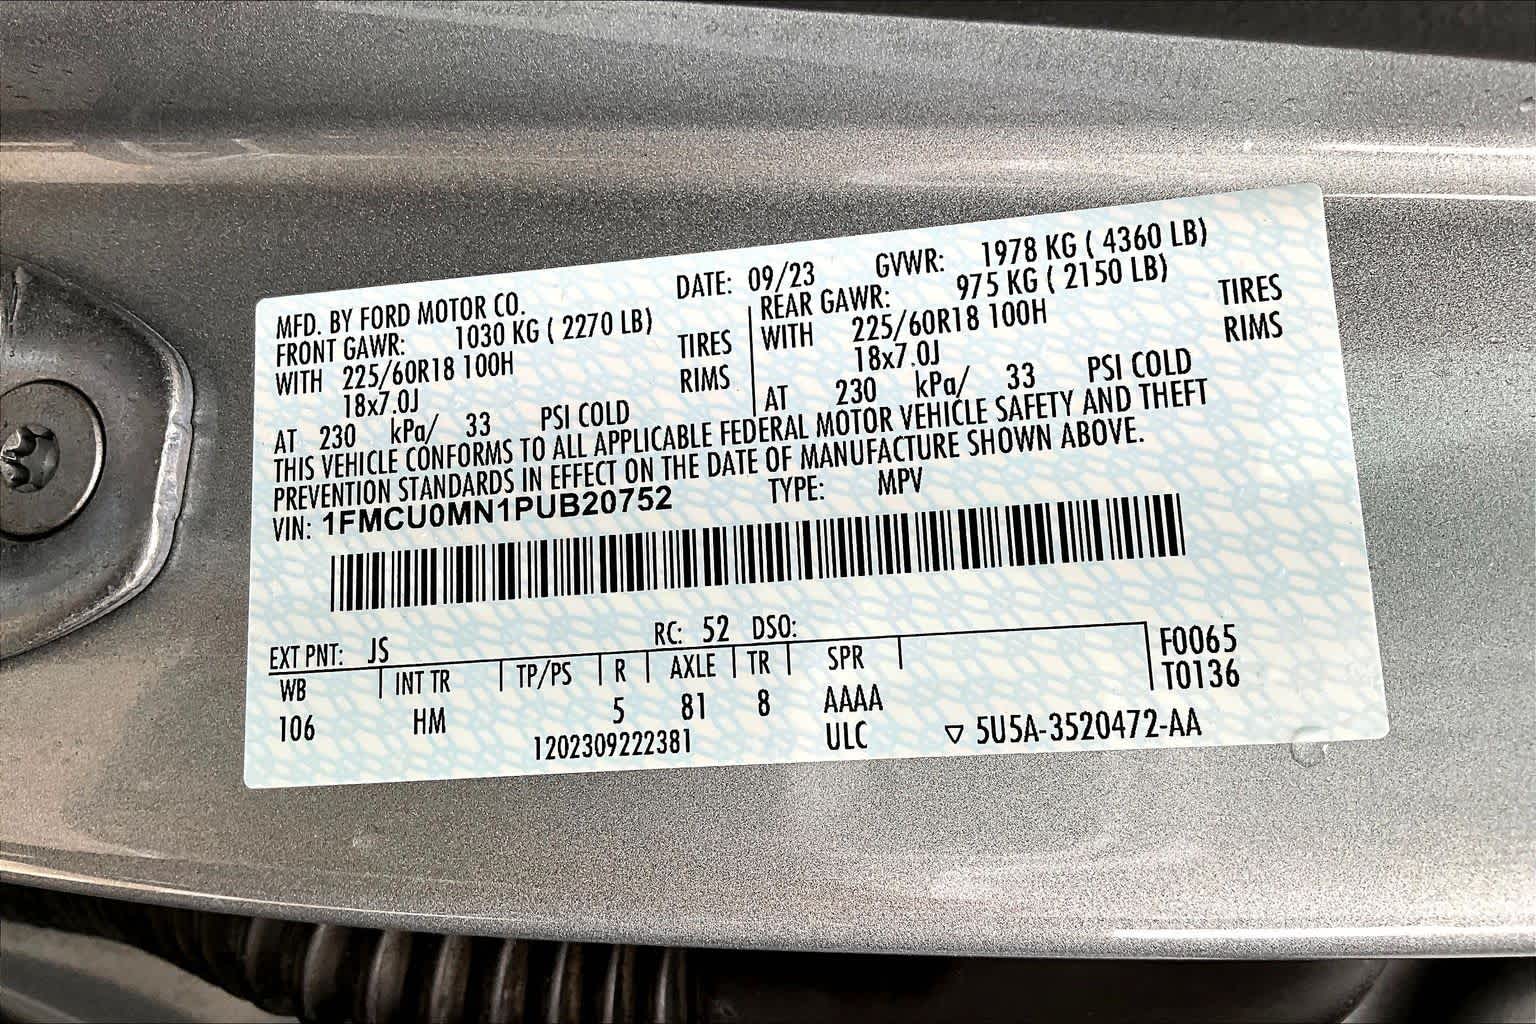 MFD. BY FORD MOTOR CO. DATE: 09/23 GVWR: 1978 KG ( 4360 LB)
FRONT GAWR: 1030 KG ( 2270 LB) REAR GAWR: 975 KG ( 2150 LB)
WITH 225/60R18 100H TIRES WITH 225/60R18 100H TIRES
18x7.0J RIMS 18x7.0J RIMS
AT 230 kPa/ 33 PSI COLD AT 230 kPa/ 33 PSI COLD
THIS VEHICLE CONFORMS TO ALL APPLICABLE FEDERAL MOTOR VEHICLE SAFETY AND THEFT
PREVENTION STANDARDS IN EFFECT ON THE DATE OF MANUFACTURE SHOWN ABOVE.
VIN: 1FMCU0MN1PUB20752 TYPE: MPV
EXT PNT: JS RC: 52 DSO:
WB INT TR TP/PS R AXLE TR SPR F0065
106 HM 5 81 8 AAAA T0136
1202309222381 ULC ▽ 5U5A-3520472-AA